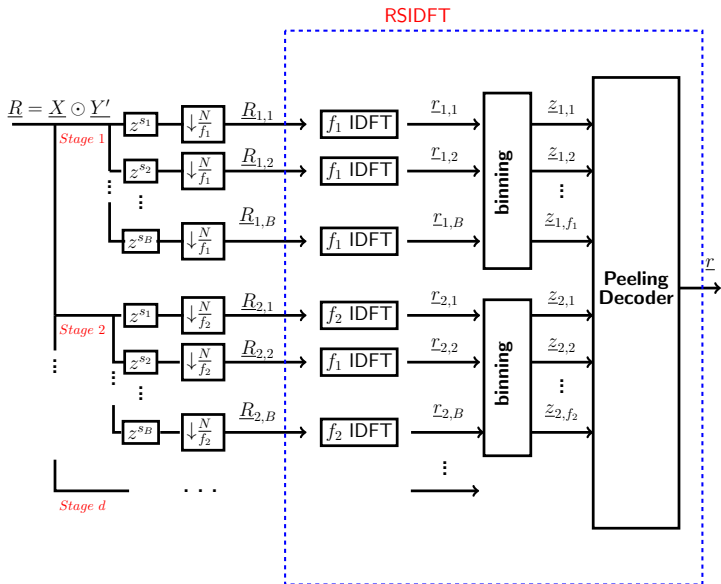 RSIDFT
R = X ⊙ Y′
Stage 1
z^{s_1} ↓N/f_1 R_{1,1} f_1 IDFT r_{1,1} z_{1,1}
z^{s_2} ↓N/f_1 R_{1,2} f_1 IDFT r_{1,2} z_{1,2}
⋮ ... ...
z^{s_B} ↓N/f_1 R_{1,B} f_1 IDFT r_{1,B} z_{1,f_1}
binning
Peeling
Decoder
r
Stage 2
z^{s_1} ↓N/f_2 R_{2,1} f_2 IDFT r_{2,1} z_{2,1}
z^{s_2} ↓N/f_2 R_{2,2} f_1 IDFT r_{2,2} z_{2,2}
⋮ ⋮ ... ...
z^{s_B} ↓N/f_2 R_{2,B} f_2 IDFT r_{2,B} z_{2,f_2}
binning
⋮
Stage d
. . .